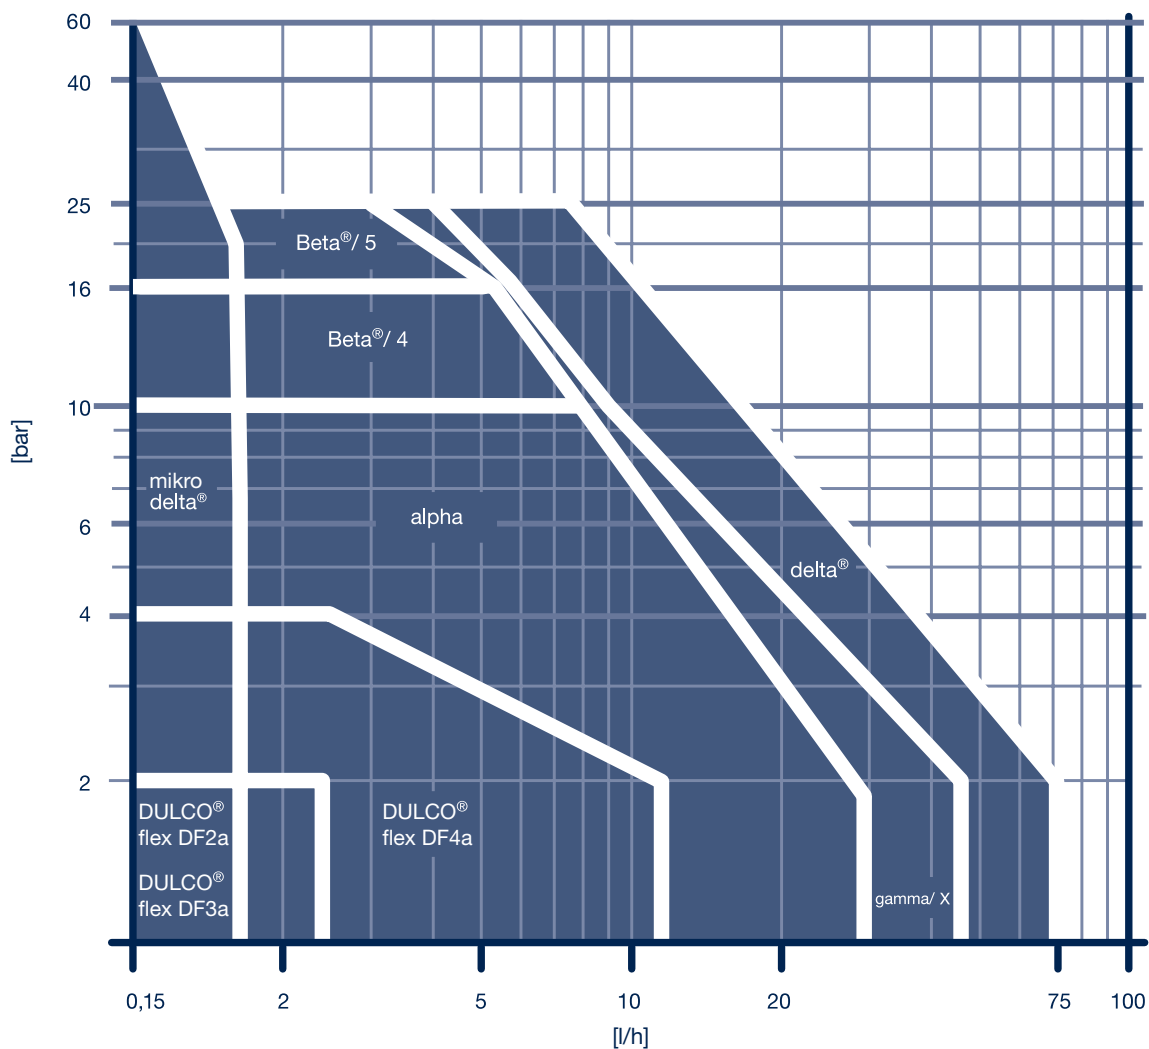 60
40
25
Beta®/ 5
16
Beta®/ 4
10
[bar]
mikro
delta®
alpha
6
delta®
4
2
DULCO®
flex DF2a
DULCO®
flex DF4a
DULCO®
flex DF3a
gamma/ X
0,15
2
5
10
20
75
100
[l/h]